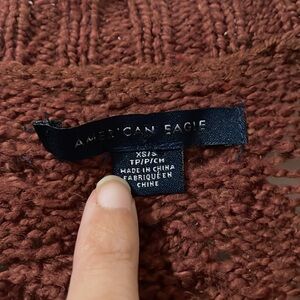 AMERICAN EAGLE
XS/S
TP/P/CH
MADE IN CHINA
FABRIQUÉ EN
CHINE